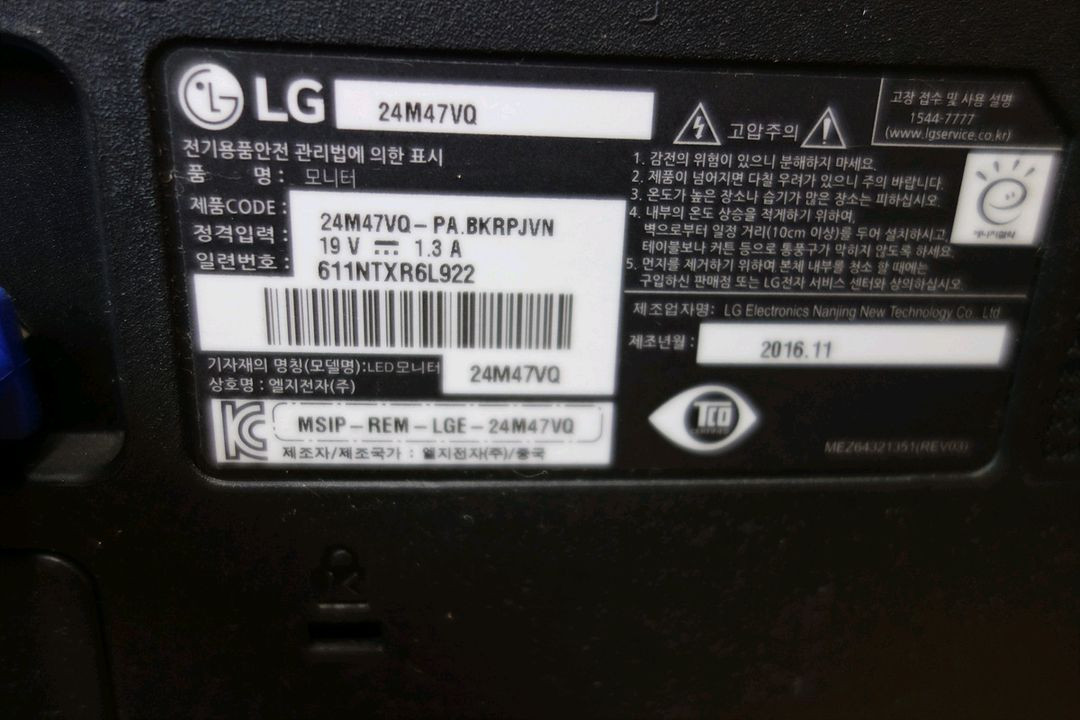 LG 24M47VQ
전기용품안전 관리법에 의한 표시
품 명 : 모니터
제품CODE : 24M47VQ-PA.BKRPJVN
정격입력 : 19 V 1.3 A
일련번호 : 611NTXR6L922
기자재의 명칭(모델명):LED모니터 24M47VQ
상호명 : 엘지전자(주)
MSIP-REM-LGE-24M47VQ
제조자/제조국가 : 엘지전자(주)/중국
고압주의
고장 접수 및 사용 설명
1544-7777
(www.lgservice.co.kr)
1. 감전의 위험이 있으니 분해하지 마세요.
2. 제품이 넘어지면 다칠 우려가 있으니 주의 바랍니다.
3. 온도가 높은 장소나 습기가 많은 장소는 피하십시오.
4. 내부의 온도 상승을 적게하기 위하여,
벽으로부터 일정 거리(10cm 이상)를 두어 설치하시고
테이블보나 커튼 등으로 통풍구가 막히지 않도록 하세요.
5. 먼지를 제거하기 위하여 본체 내부를 청소 할 때에는
구입하신 판매점 또는 LG전자 서비스 센터와 상의하십시오.
에너지절약
제조업자명: LG Electronics Nanjing New Technology Co. Ltd
제조년월 : 2016.11
TCO
MEZ64321351(REV03)